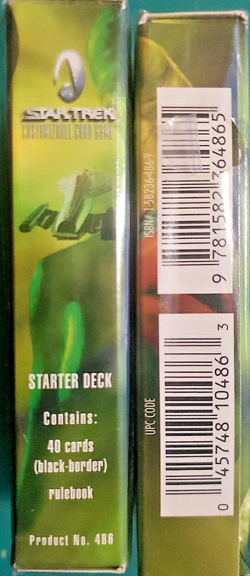 STAR TREK
CUSTOMIZABLE CARD GAME
STARTER DECK
Contains:
40 cards
(black-border)
rulebook
Product No. 486
ISBN# 1-58236-486-9
9 781582 364865
UPC CODE
0 45748 10486 3